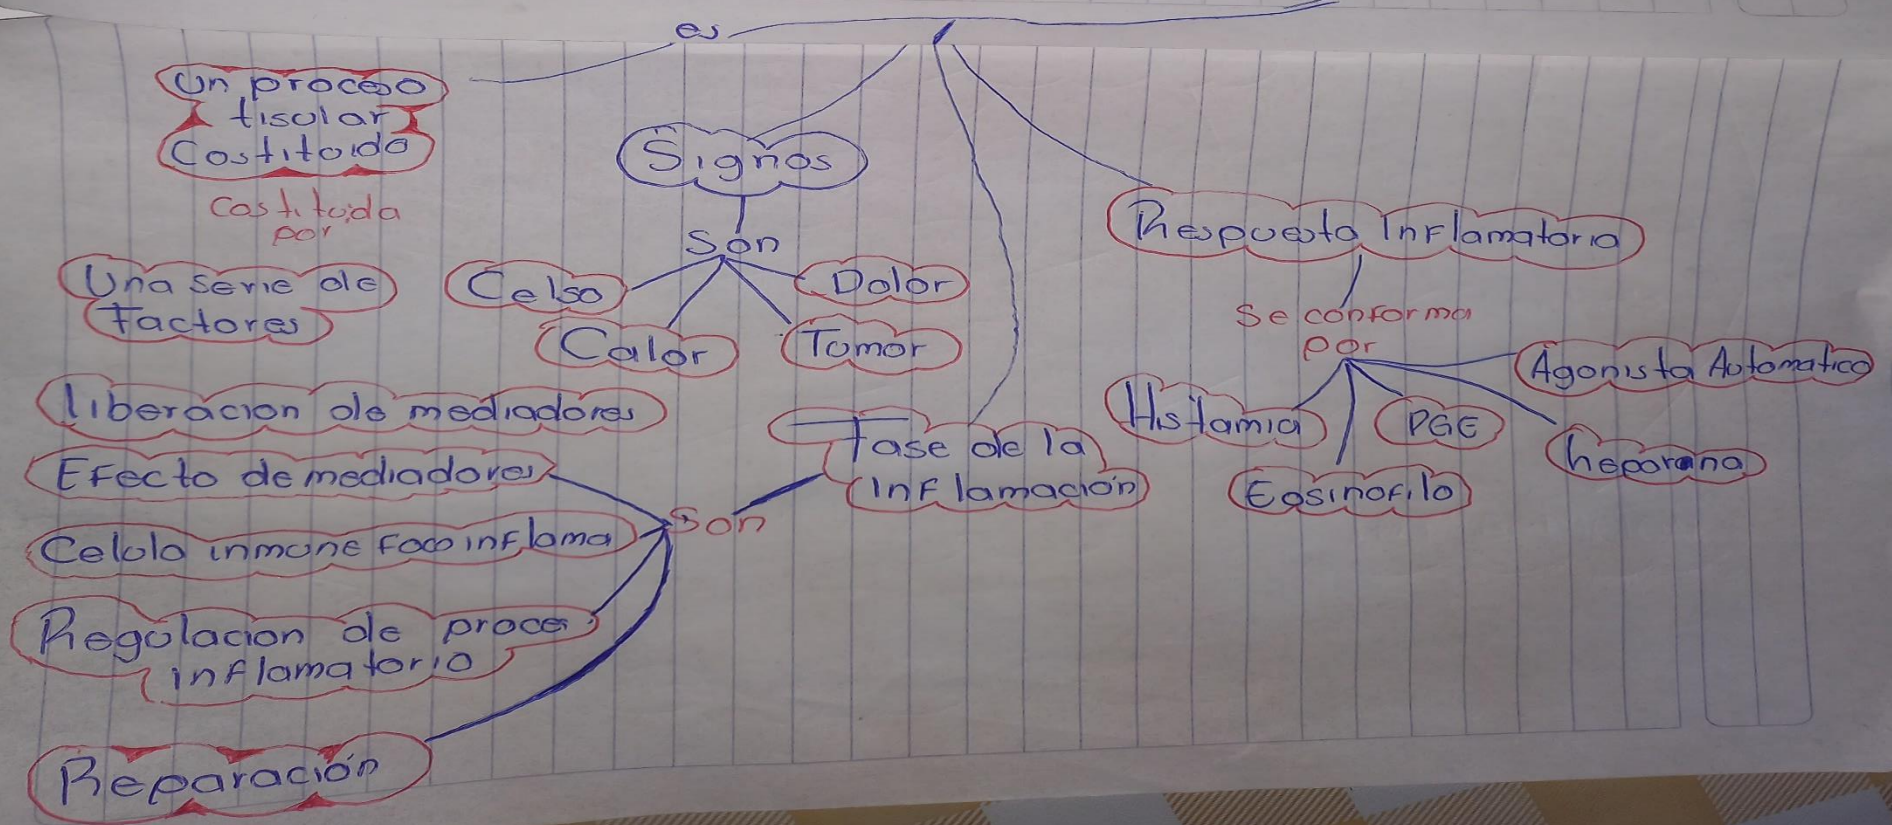 es
Un proceso
tisular
Costituido
costituida
por
Una serie de
Factores
Signos
Son
Celso
Dolor
Calor
Tumor
Respuesta Inflamatoria
Se conforma
por
Agonista Automatico
Histamia
PGE
heparana
Eosinofilo
Fase de la
InFlamación
Son
liberacion de mediadores
EFecto de mediadores
Celula inmune Foco inflama
Regulacion de proces
inflamatorio
Reparación